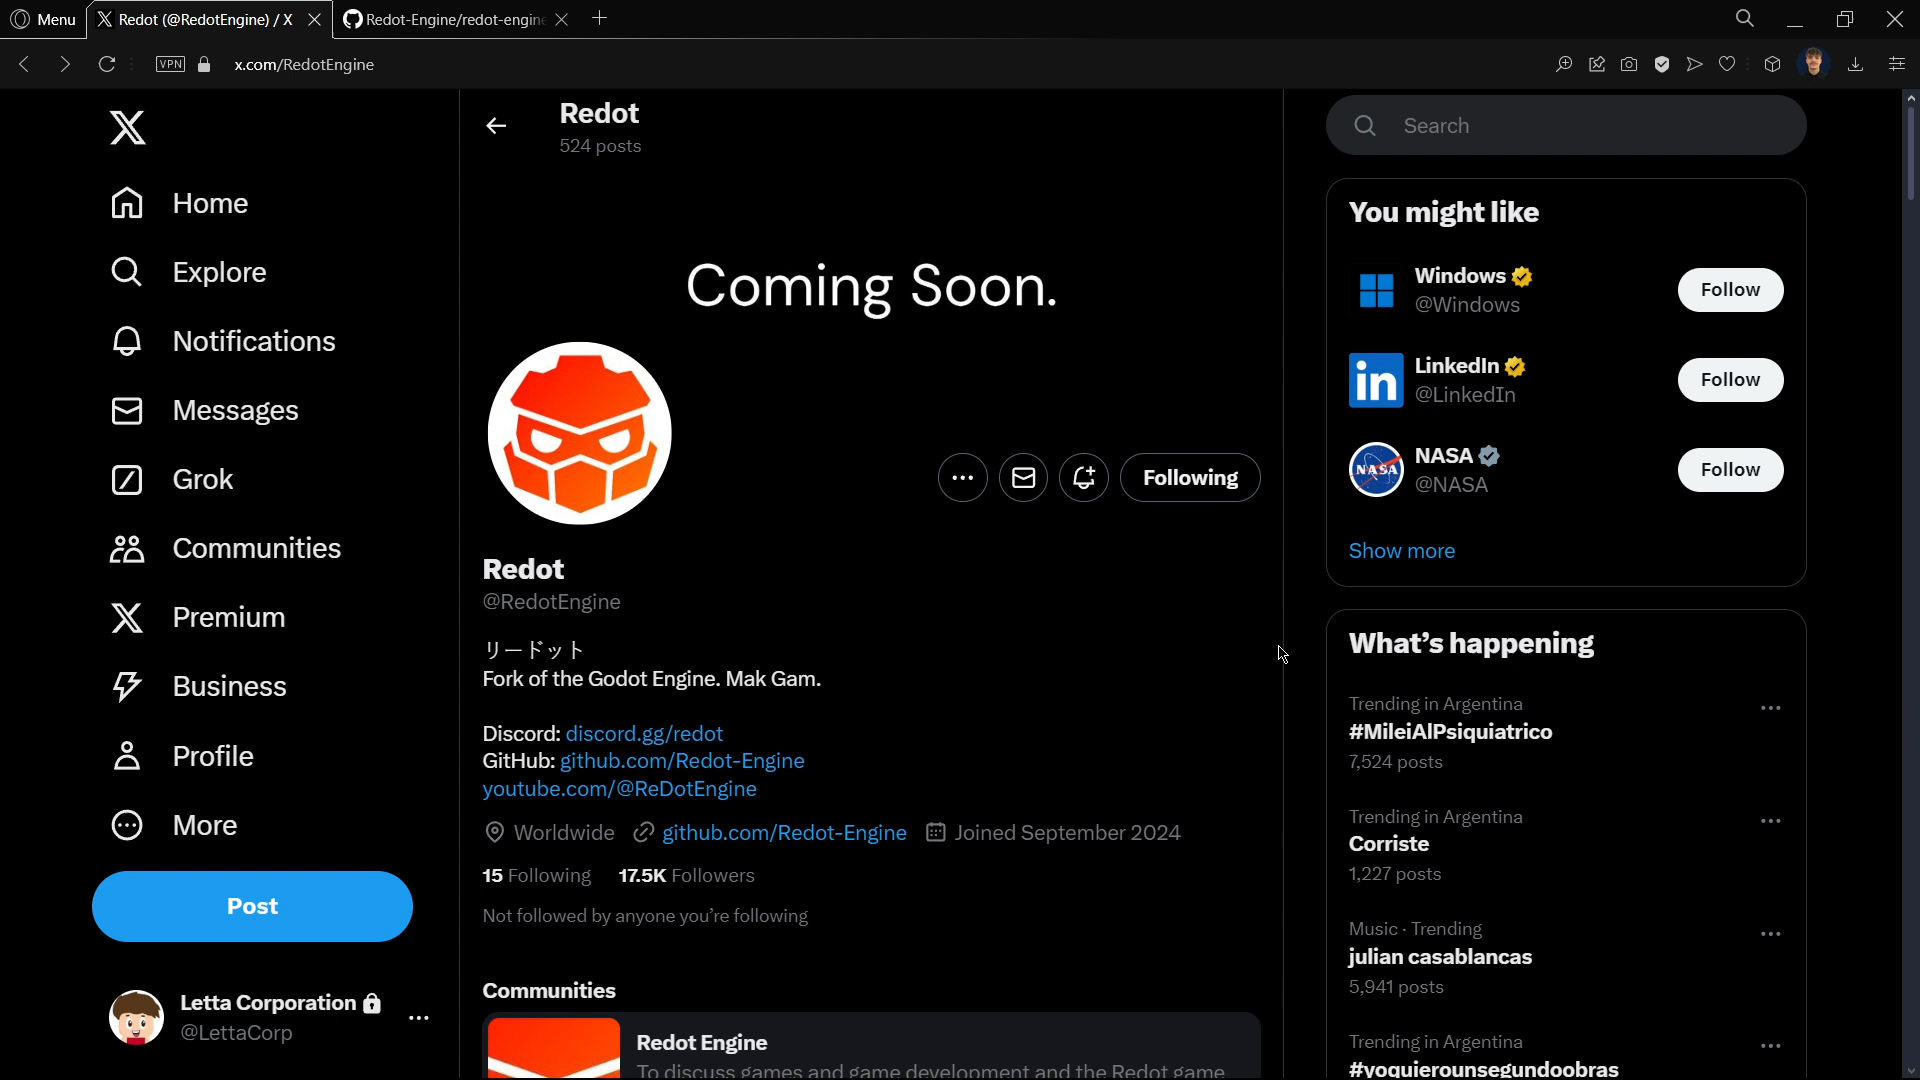 Menu
Redot (@RedotEngine) / X
Redot-Engine/redot-engine
VPN
x.com/RedotEngine
Home
Explore
Notifications
Messages
Grok
Communities
Premium
Business
Profile
More
Post
Letta Corporation
@LettaCorp
Redot
524 posts
Coming Soon.
Following
Redot
@RedotEngine
リードット
Fork of the Godot Engine. Mak Gam.
Discord: discord.gg/redot
GitHub: github.com/Redot-Engine
youtube.com/@ReDotEngine
Worldwide github.com/Redot-Engine Joined September 2024
15 Following 17.5K Followers
Not followed by anyone you’re following
Communities
Redot Engine
To discuss games and game development and the Redot game
Search
You might like
Windows
@Windows
Follow
in
LinkedIn
@LinkedIn
Follow
NASA
NASA
@NASA
Follow
Show more
What’s happening
Trending in Argentina
#MileiAlPsiquiatrico
7,524 posts
Trending in Argentina
Corriste
1,227 posts
Music · Trending
julian casablancas
5,941 posts
Trending in Argentina
#yoquierounsegundoobras